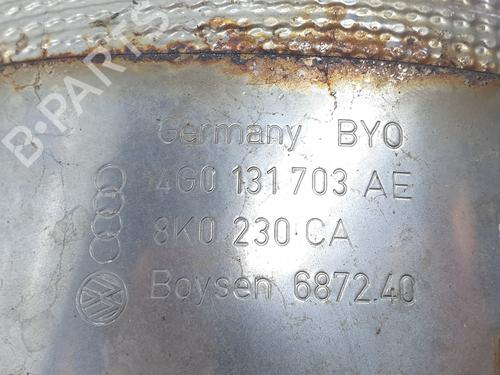 B-PARTS
Germany BYO
4G0 131 703 AE
8K0 230 CA
Boysen 6872.40